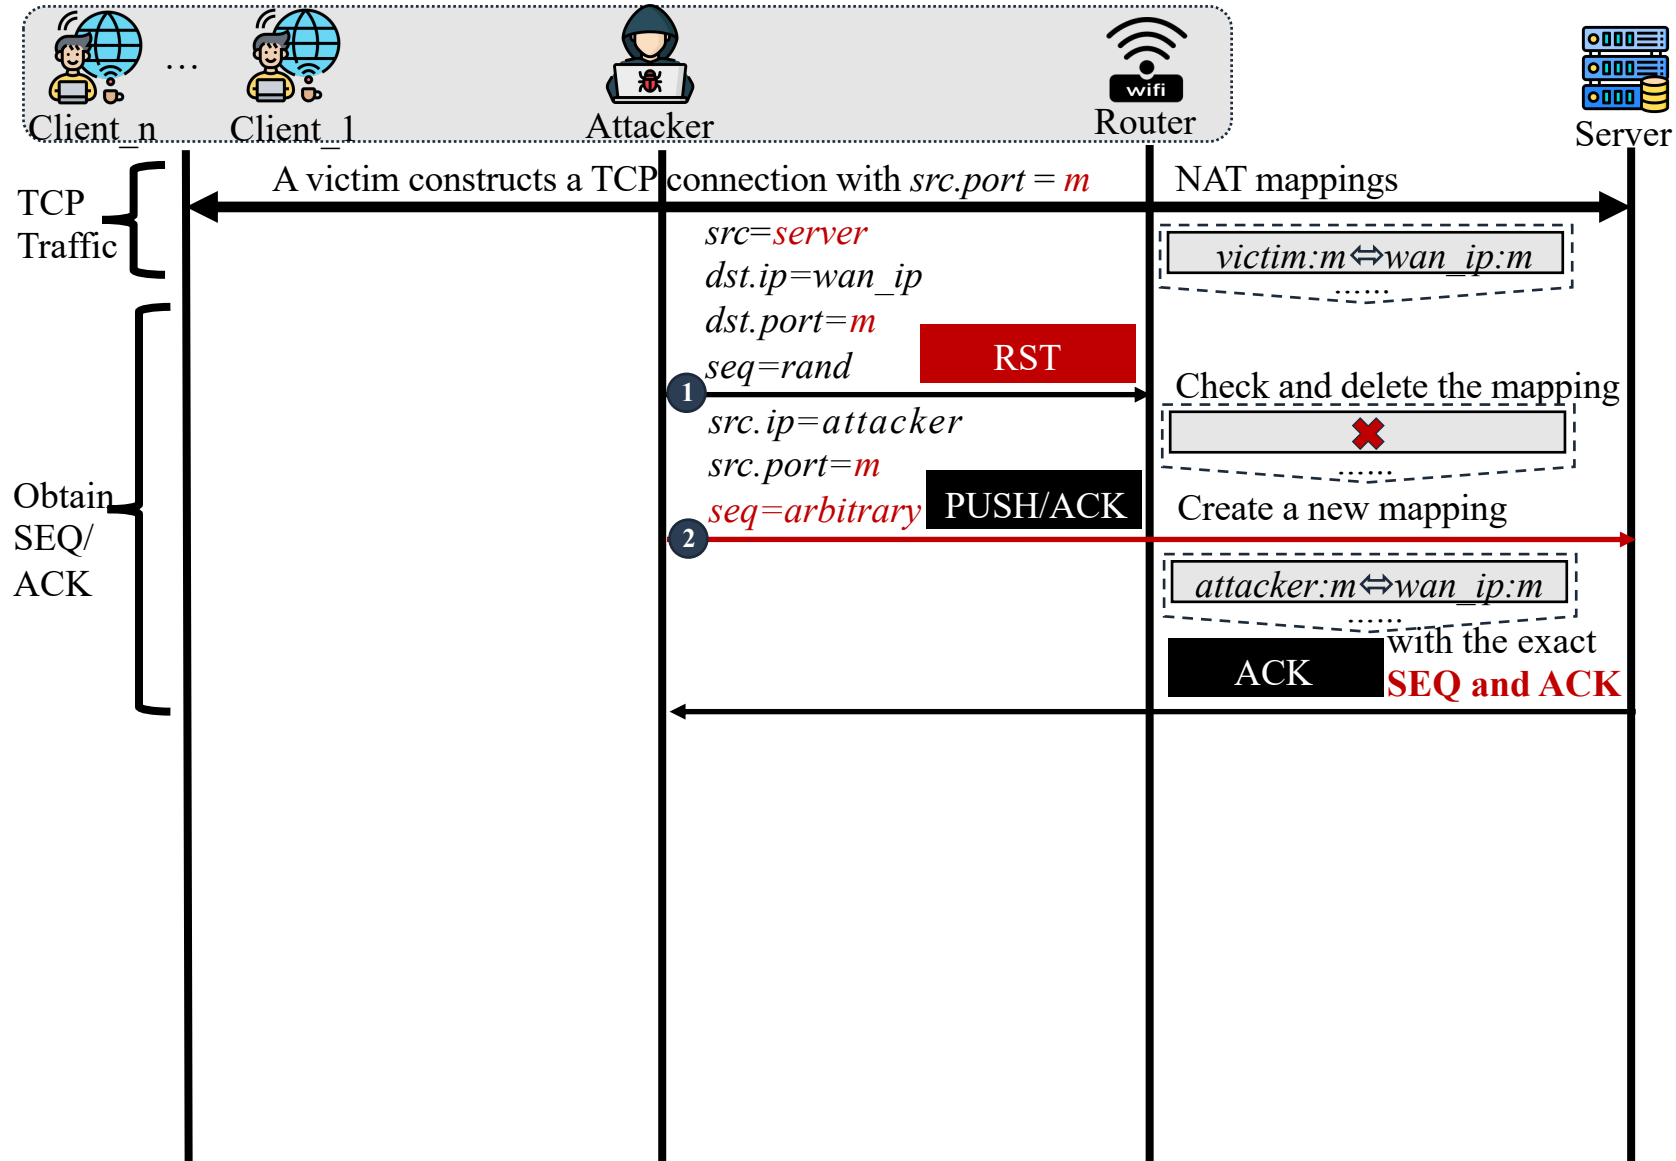 Client_n
...
Client_1
Attacker
wifi
Router
Server
TCP
Traffic
A victim constructs a TCP connection with src.port = m
NAT mappings
src=server
dst.ip=wan_ip
dst.port=m
seq=rand
RST
victim:m⇔wan_ip:m
......
1
Check and delete the mapping
......
Obtain
SEQ/
ACK
src.ip=attacker
src.port=m
seq=arbitrary
PUSH/ACK
2
Create a new mapping
attacker:m⇔wan_ip:m
......
ACK
with the exact
SEQ and ACK